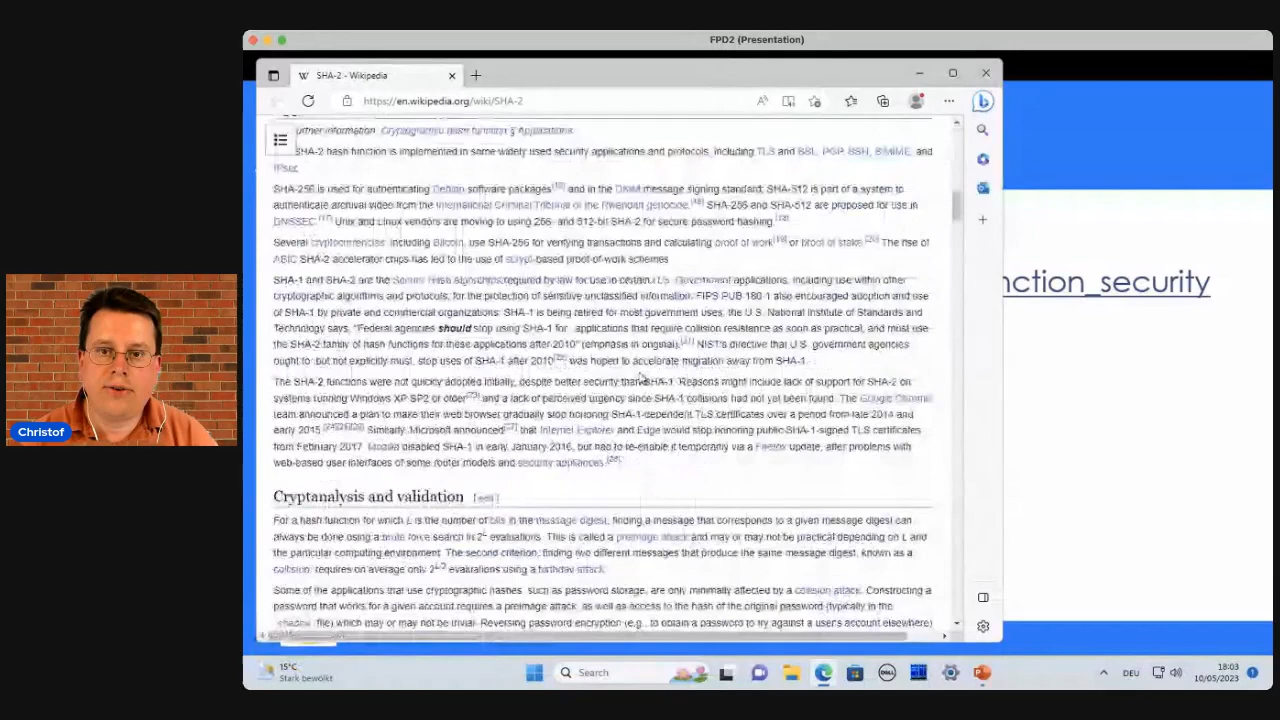 FPD2 (Presentation)
SHA-2 - Wikipedia
https://en.wikipedia.org/wiki/SHA-2
further information Cryptographic hash function § Applications
SHA-2 hash function is implemented in some widely used security applications and protocols, including TLS and SSL, PGP, SSH, S/MIME, and
IPsec
SHA-256 is used for authenticating Debian software packages and in the DKIM message signing standard; SHA-512 is part of a system to
authenticate archival video from the International Criminal Tribunal of the Rwandan genocide. SHA-256 and SHA-512 are proposed for use in
DNSSEC. Unix and Linux vendors are moving to using 256- and 512-bit SHA-2 for secure password hashing.
Several cryptocurrencies including Bitcoin, use SHA-256 for verifying transactions and calculating proof of work or proof of stake. The rise of
ASIC SHA-2 accelerator chips has led to the use of scrypt-based proof-of-work schemes
SHA-1 and SHA-2 are the Secure Hash Algorithms required by law for use in certain U.S. Government applications, including use within other
cryptographic algorithms and protocols, for the protection of sensitive unclassified information. FIPS PUB 180-1 also encouraged adoption and use
of SHA-1 by private and commercial organizations. SHA-1 is being retired for most government uses, the U.S. National Institute of Standards and
Technology says, "Federal agencies should stop using SHA-1 for applications that require collision resistance as soon as practical, and must use
the SHA-2 family of hash functions for these applications after 2010" (emphasis in original). NIST's directive that U.S. government agencies
ought to but not explicitly must, stop uses of SHA-1 after 2010 was hoped to accelerate migration away from SHA-1.
nction_security
The SHA-2 functions were not quickly adopted initially, despite better security than SHA-1. Reasons might include lack of support for SHA-2 on
systems running Windows XP SP2 or older and a lack of perceived urgency since SHA-1 collisions had not yet been found. The Google Chrome
team announced a plan to make their web browser gradually stop honoring SHA-1-dependent TLS certificates over a period from late 2014 and
early 2015. Similarly, Microsoft announced that Internet Explorer and Edge would stop honoring public SHA-1-signed TLS certificates
from February 2017. Mozilla disabled SHA-1 in early January 2016, but had to re-enable it temporarily via a Firefox update, after problems with
web-based user interfaces of some router models and security appliances.
Christof
Cryptanalysis and validation [edit]
For a hash function for which L is the number of bits in the message digest, finding a message that corresponds to a given message digest can
always be done using a brute force search in 2^L evaluations. This is called a preimage attack and may or may not be practical depending on L and
the particular computing environment. The second criterion, finding two different messages that produce the same message digest, known as a
collision, requires on average only 2^L/2 evaluations using a birthday attack.
Some of the applications that use cryptographic hashes such as password storage, are only minimally affected by a collision attack. Constructing a
password that works for a given account requires a preimage attack, as well as access to the hash of the original password (typically in the
shadow file) which may or may not be trivial. Reversing password encryption (e.g., to obtain a password to try against a user's account elsewhere)
15°C
Stark bewölkt
Search
DELL
DEU
18:03
10/05/2023